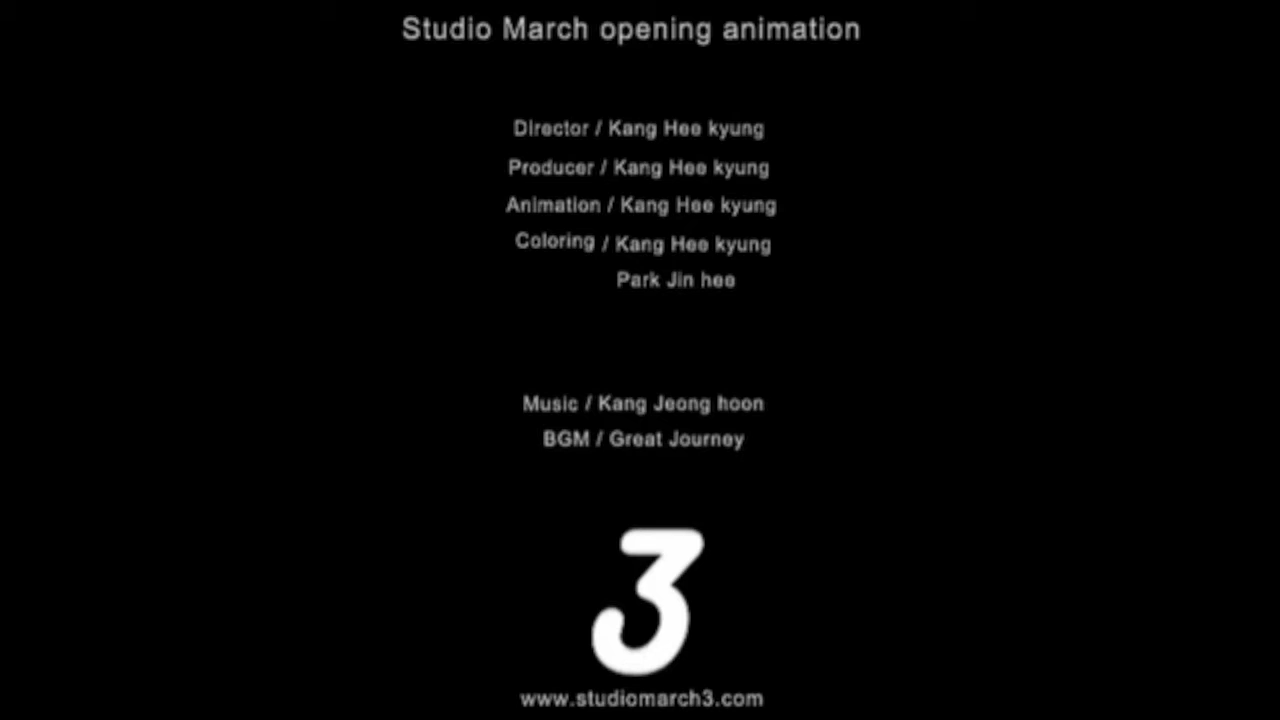 Studio March opening animation
Director / Kang Hee kyung
Producer / Kang Hee kyung
Animation / Kang Hee kyung
Coloring / Kang Hee kyung
Park Jin hee
Music / Kang Jeong hoon
BGM / Great Journey
3
www.studiomarch3.com